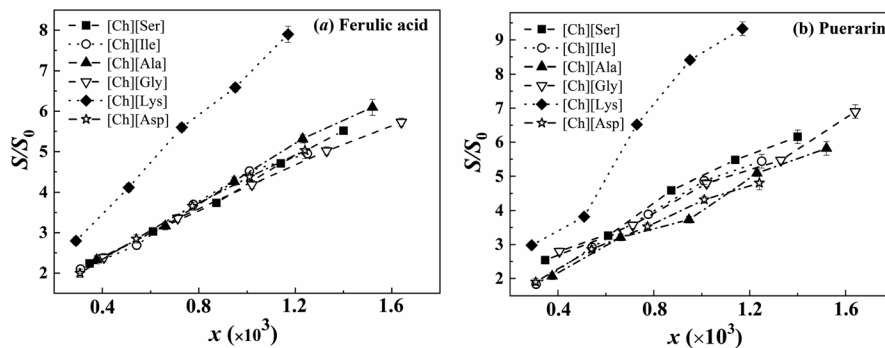 (a) Ferulic acid
[Ch][Ser]
[Ch][Ile]
[Ch][Ala]
[Ch][Gly]
[Ch][Lys]
[Ch][Asp]
S/S0
8
7
6
5
4
3
2
0.4 0.8 1.2 1.6
x (×10³)
(b) Puerarin
[Ch][Ser]
[Ch][Ile]
[Ch][Ala]
[Ch][Gly]
[Ch][Lys]
[Ch][Asp]
S/S0
9
8
7
6
5
4
3
2
0.4 0.8 1.2 1.6
x (×10³)